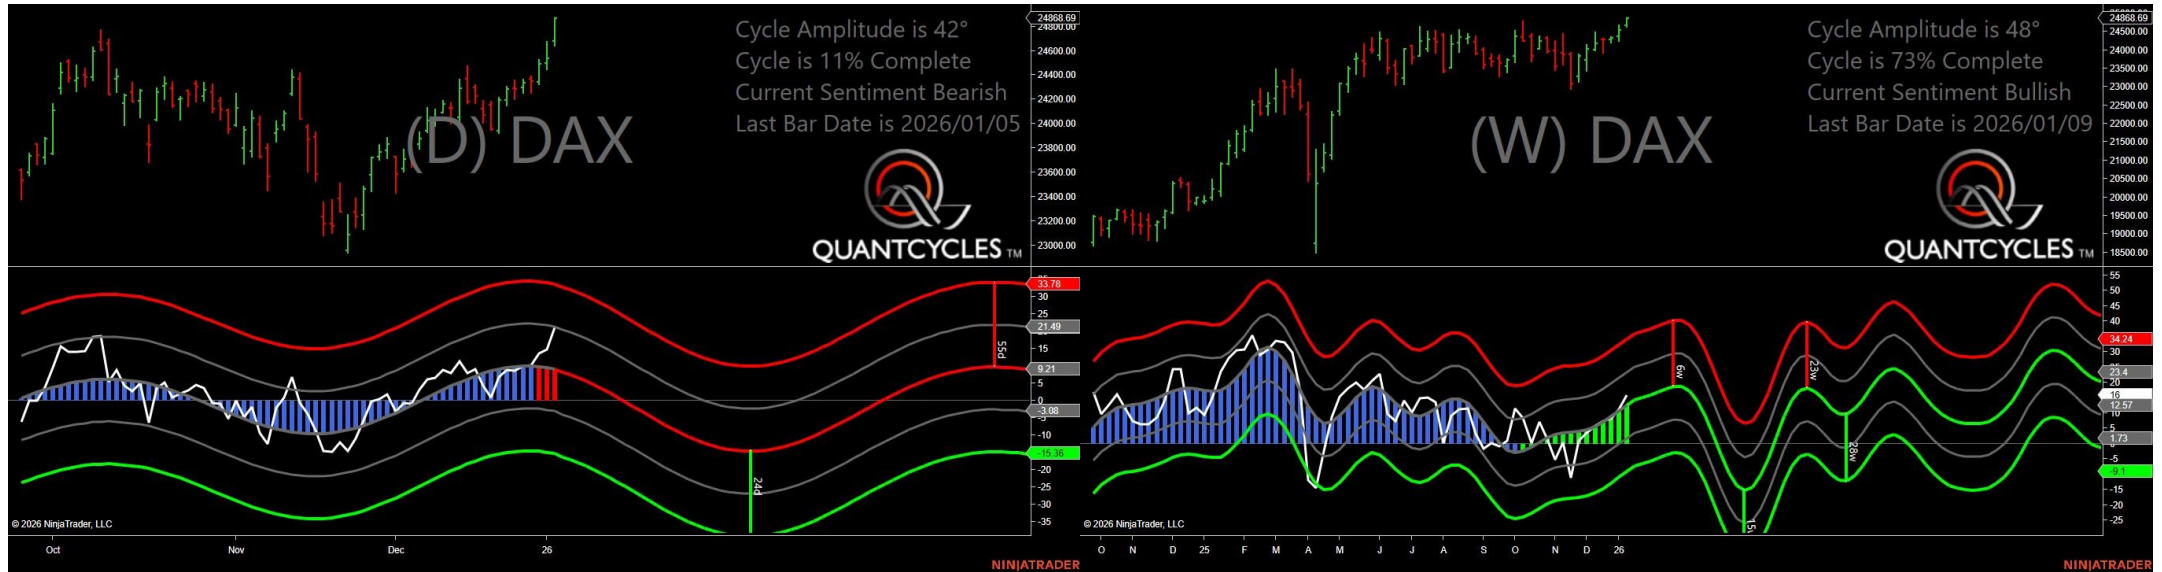 Cycle Amplitude is 42°
Cycle is 11% Complete
Current Sentiment Bearish
Last Bar Date is 2026/01/05
(D) DAX
QUANTCYCLES TM
24868.69
24800.00
24600.00
24400.00
24200.00
24000.00
23800.00
23600.00
23400.00
23200.00
23000.00
33.78
30
25
21.49
15
9.21
5
0
-3.08
-5
-10
-15.36
-20
-25
-30
-35
55d
24d
© 2026 NinjaTrader, LLC
Oct Nov Dec 26
NINJATRADER
Cycle Amplitude is 48°
Cycle is 73% Complete
Current Sentiment Bullish
Last Bar Date is 2026/01/09
(W) DAX
QUANTCYCLES TM
24868.69
24500.00
24000.00
23500.00
22500.00
22000.00
21500.00
21000.00
20500.00
20000.00
19500.00
19000.00
18500.00
55
50
45
40
34.24
30
23.4
20
16
12.57
10
5
1.73
-5
-9.1
-15
-20
-25
6w
23w
28w
© 2026 NinjaTrader, LLC
O N D 25 F M A M J J A S O N D 26
NINJATRADER